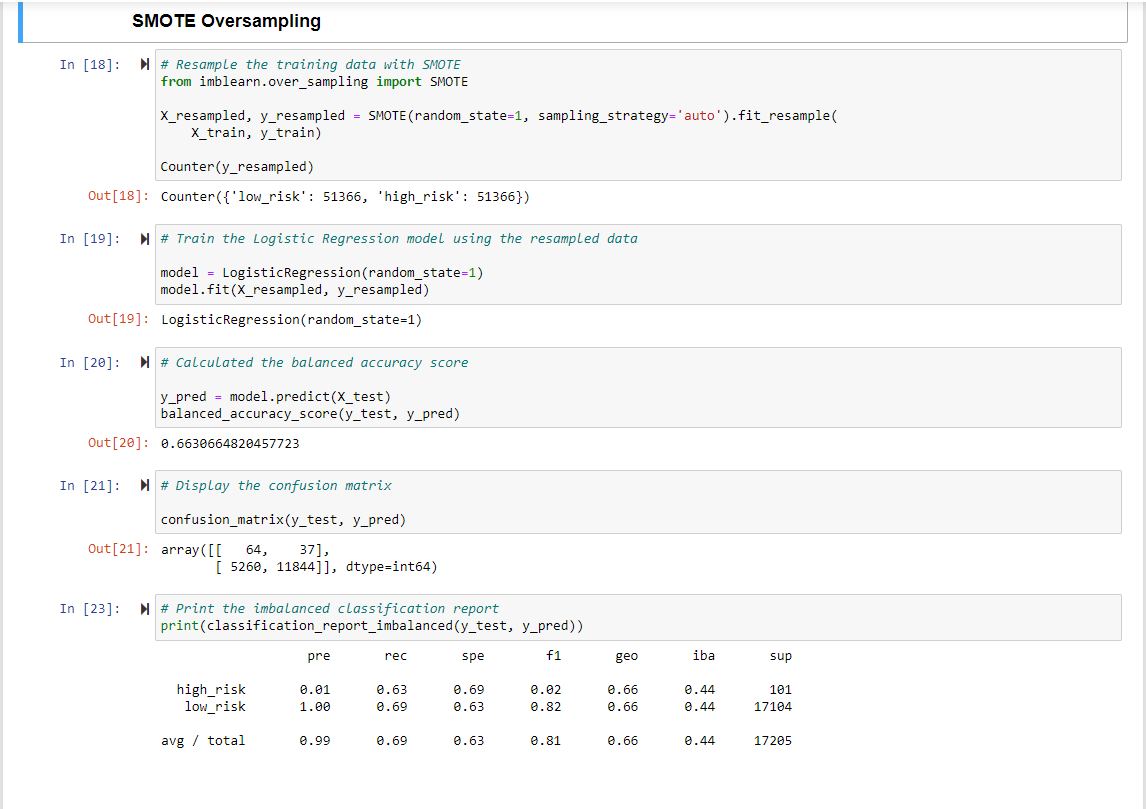 SMOTE Oversampling
In [18]:
# Resample the training data with SMOTE
from imblearn.over_sampling import SMOTE
X_resampled, y_resampled = SMOTE(random_state=1, sampling_strategy='auto').fit_resample(
    X_train, y_train)
Counter(y_resampled)
Out[18]: Counter({'low_risk': 51366, 'high_risk': 51366})
In [19]:
# Train the Logistic Regression model using the resampled data
model = LogisticRegression(random_state=1)
model.fit(X_resampled, y_resampled)
Out[19]: LogisticRegression(random_state=1)
In [20]:
# Calculated the balanced accuracy score
y_pred = model.predict(X_test)
balanced_accuracy_score(y_test, y_pred)
Out[20]: 0.6630664820457723
In [21]:
# Display the confusion matrix
confusion_matrix(y_test, y_pred)
Out[21]: array([[   64,    37],
       [ 5260, 11844]], dtype=int64)
In [23]:
# Print the imbalanced classification report
print(classification_report_imbalanced(y_test, y_pred))
pre rec spe f1 geo iba sup
high_risk 0.01 0.63 0.69 0.02 0.66 0.44 101
low_risk 1.00 0.69 0.63 0.82 0.66 0.44 17104
avg / total 0.99 0.69 0.63 0.81 0.66 0.44 17205